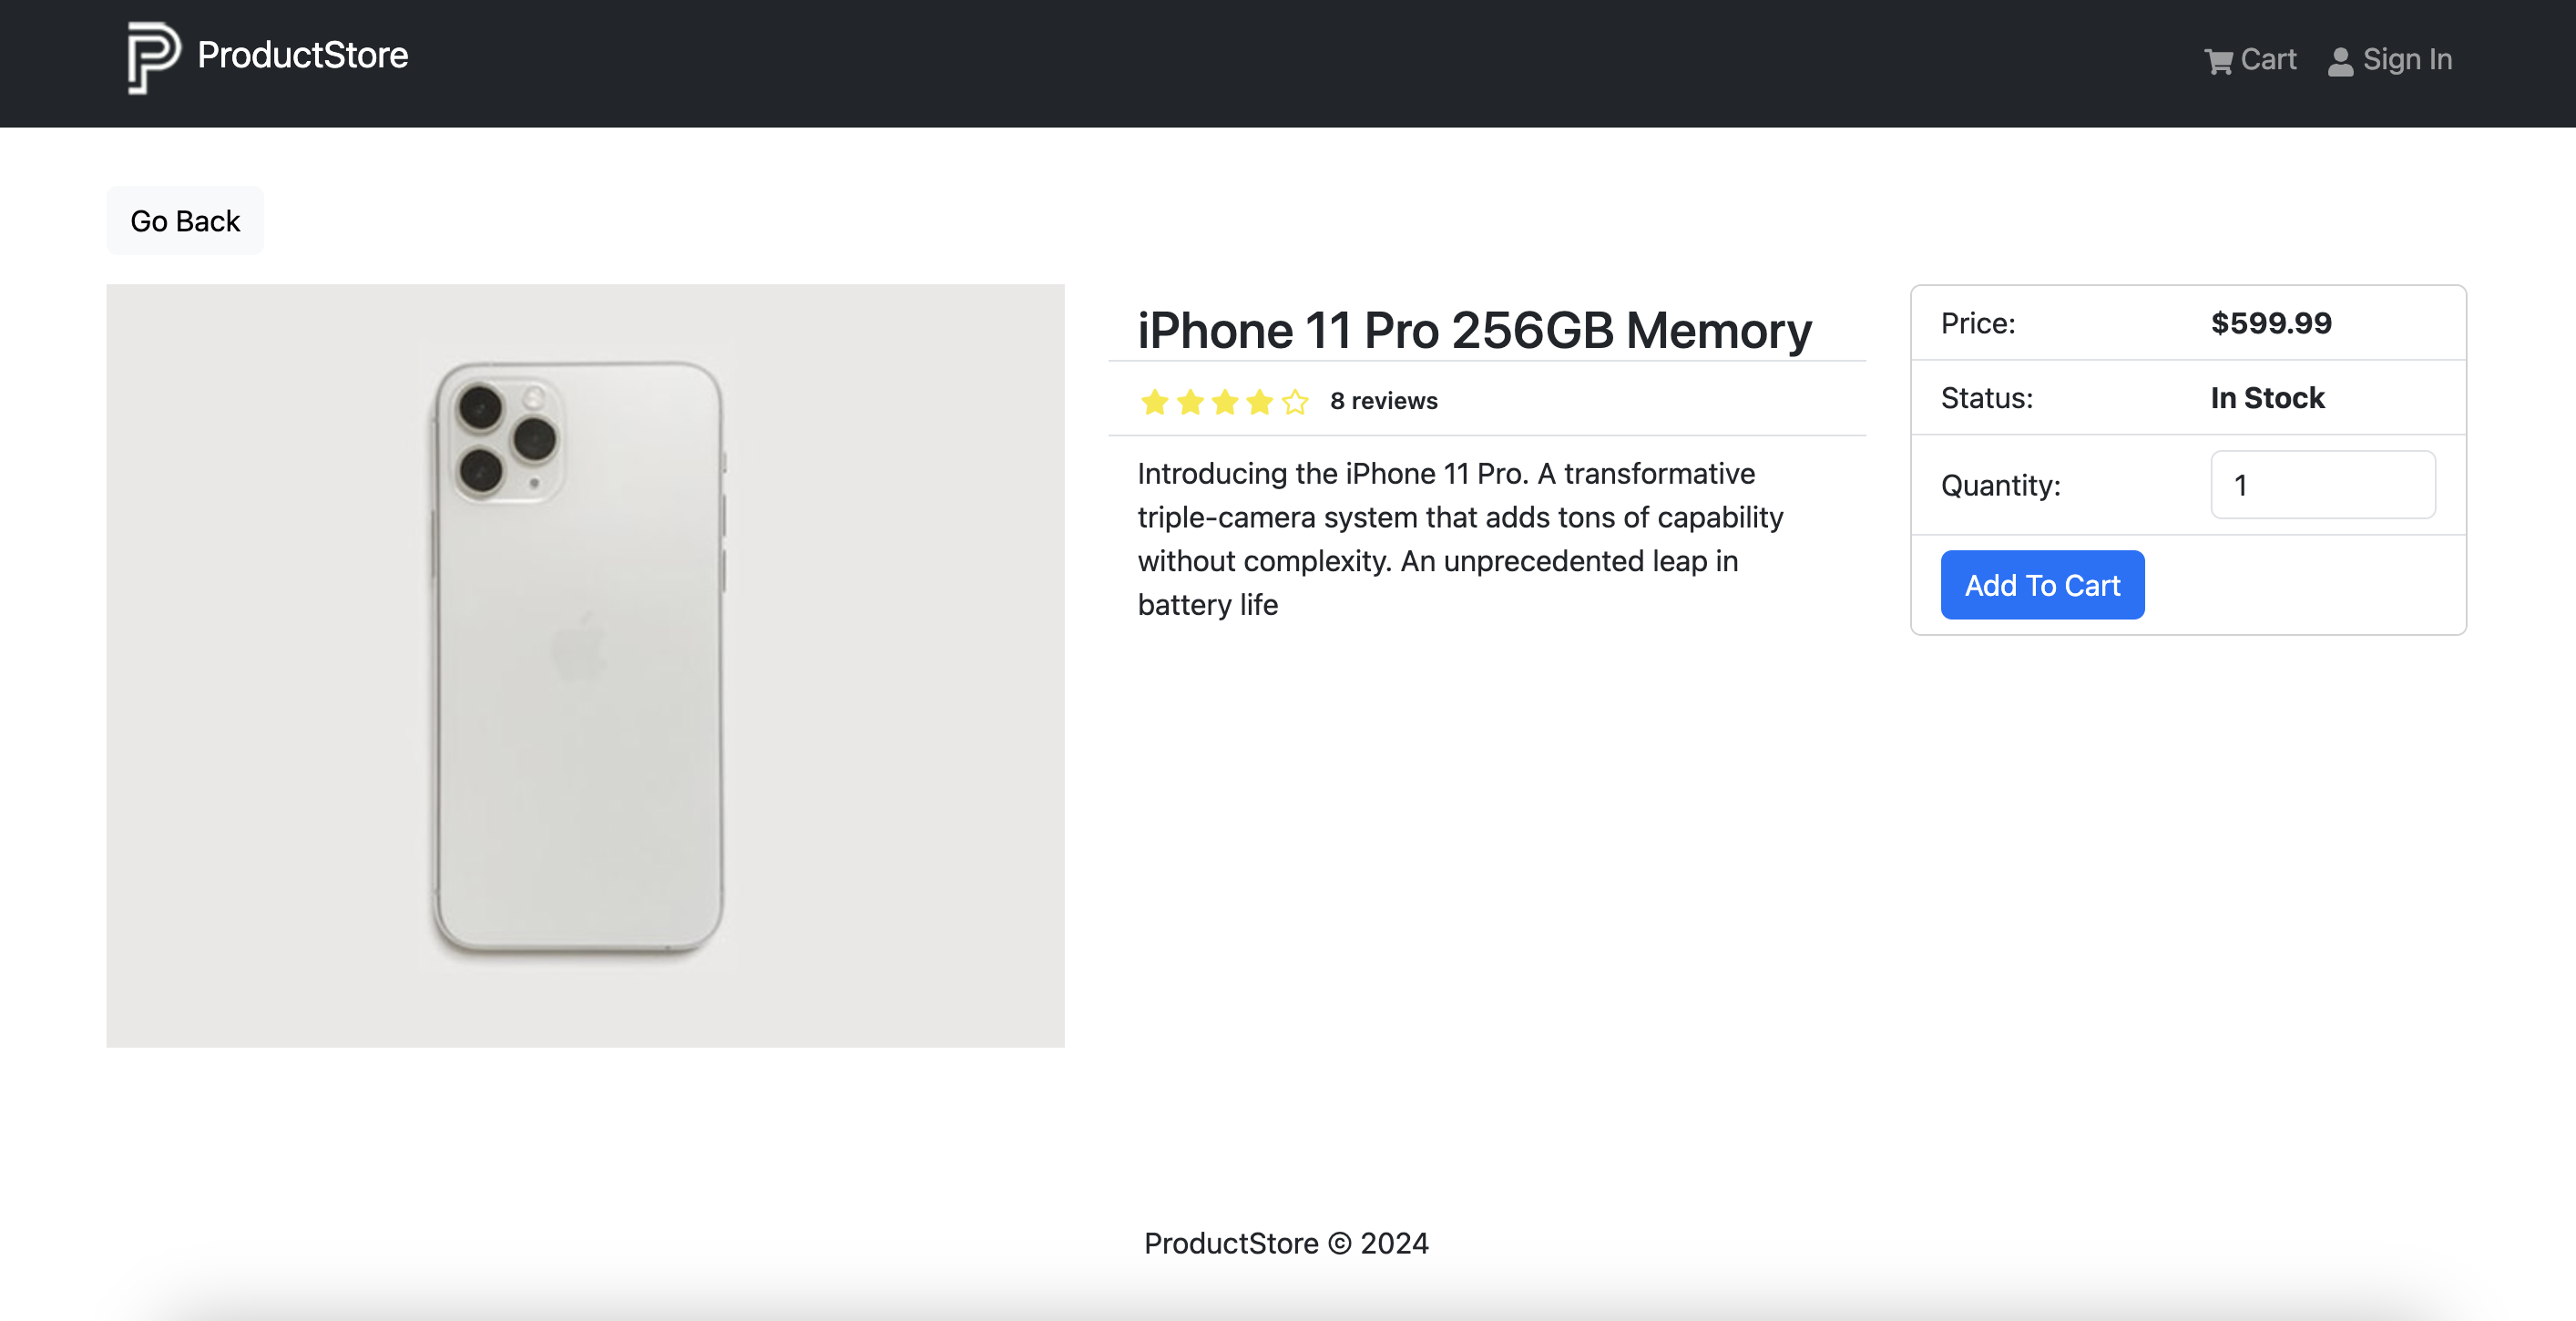 ProductStore
Cart
Sign In
Go Back
iPhone 11 Pro 256GB Memory
8 reviews
Introducing the iPhone 11 Pro. A transformative
triple-camera system that adds tons of capability
without complexity. An unprecedented leap in
battery life
Price: $599.99
Status: In Stock
Quantity: 1
Add To Cart
ProductStore © 2024